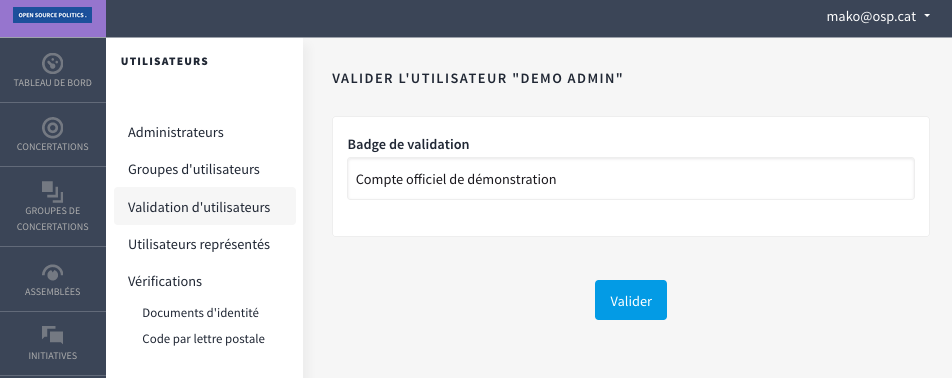 OPEN SOURCE POLITICS .
mako@osp.cat
TABLEAU DE BORD
CONCERTATIONS
GROUPES DE
CONCERTATIONS
ASSEMBLÉES
INITIATIVES
UTILISATEURS
Administrateurs
Groupes d'utilisateurs
Validation d'utilisateurs
Utilisateurs représentés
Vérifications
Documents d'identité
Code par lettre postale
VALIDER L'UTILISATEUR "DEMO ADMIN"
Badge de validation
Compte officiel de démonstration
Valider